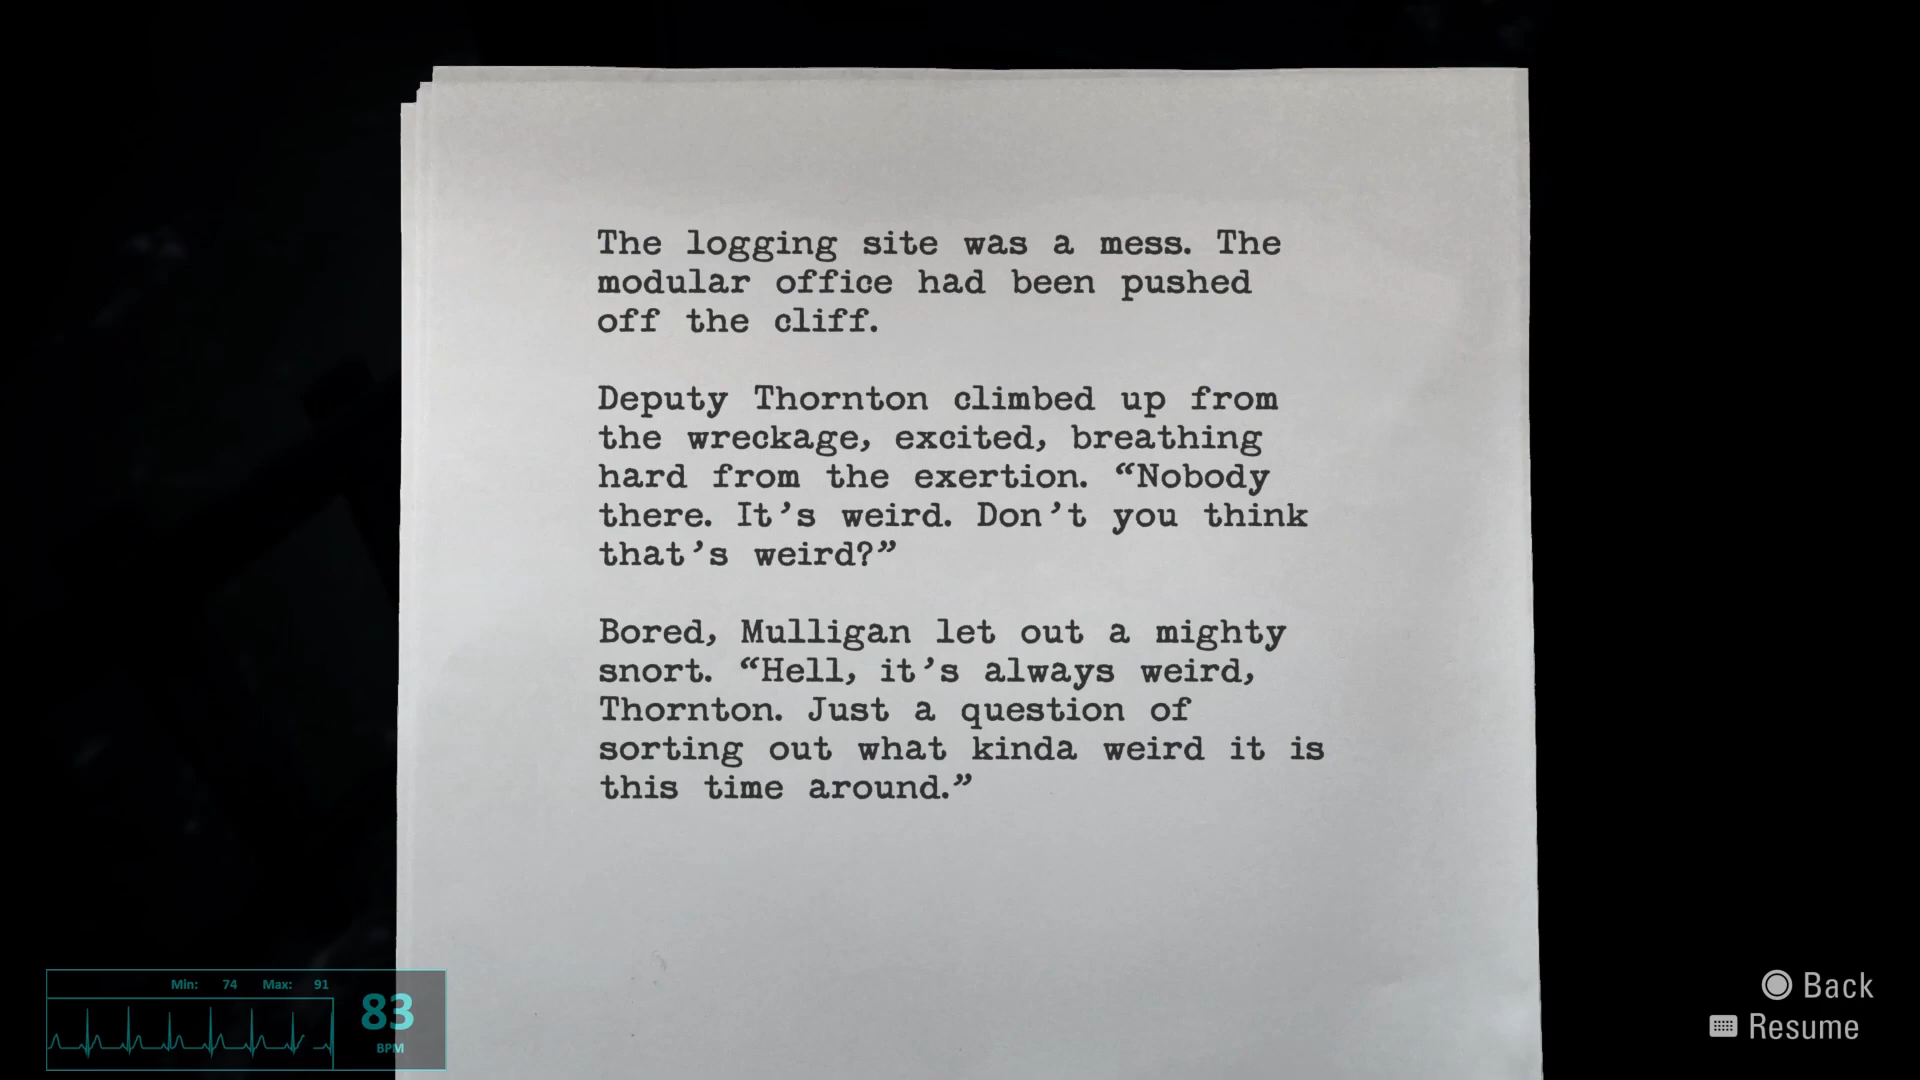 The logging site was a mess. The
modular office had been pushed
off the cliff.
Deputy Thornton climbed up from
the wreckage, excited, breathing
hard from the exertion. “Nobody
there. It’s weird. Don’t you think
that’s weird?”
Bored, Mulligan let out a mighty
snort. “Hell, it’s always weird,
Thornton. Just a question of
sorting out what kinda weird it is
this time around.”
Min: 74 Max: 91
83
BPM
Back
Resume